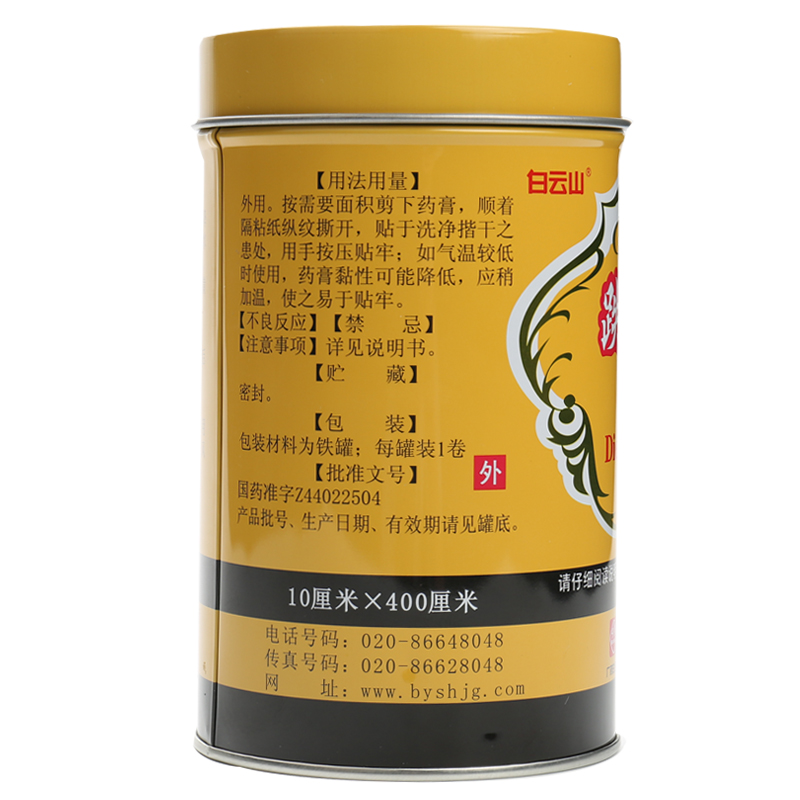 白云山®
【用法用量】
外用。按需要面积剪下药膏，顺着
隔粘纸纵纹撕开，贴于洗净揩干之
患处，用手按压贴牢；如气温较低
时使用，药膏黏性可能降低，应稍
加温，使之易于贴牢。
【不良反应】【禁 忌】
【注意事项】详见说明书。
【贮 藏】
密封。
【包 装】
包装材料为铁罐；每罐装1卷
【批准文号】
国药准字Z44022504
产品批号、生产日期、有效期请见罐底。
外
请仔细阅读
10厘米×400厘米
电话号码：020-86648048
传真号码：020-86628048
网 址：www.byshjg.com